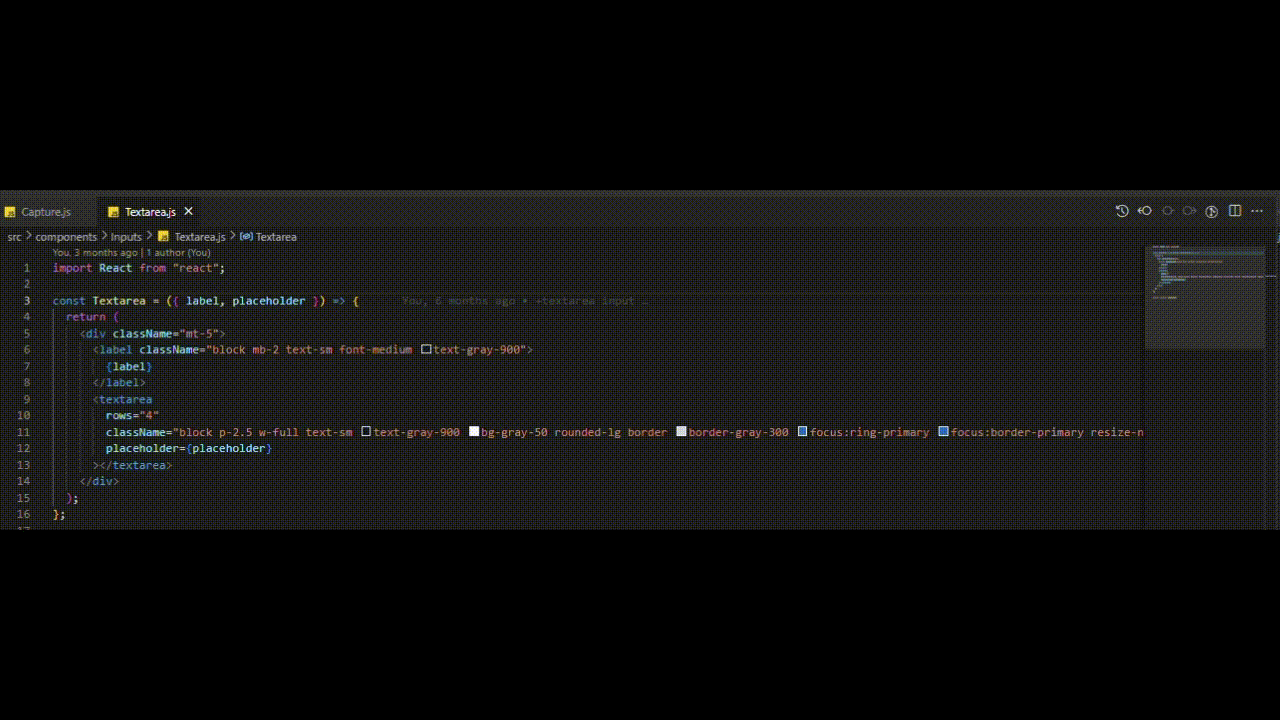 Capture.js Textarea.js
src > components > Inputs > Textarea.js > Textarea
You, 3 months ago | 1 author (You)
1 import React from "react";
2
3 const Textarea = ({ label, placeholder }) => { You, 6 months ago • +textarea input …
4 return (
5 <div className="mt-5">
6 <label className="block mb-2 text-sm font-medium text-gray-900">
7 {label}
8 </label>
9 <textarea
10 rows="4"
11 className="block p-2.5 w-full text-sm text-gray-900 bg-gray-50 rounded-lg border border-gray-300 focus:ring-primary focus:border-primary resize-n
12 placeholder={placeholder}
13 ></textarea>
14 </div>
15 );
16 };